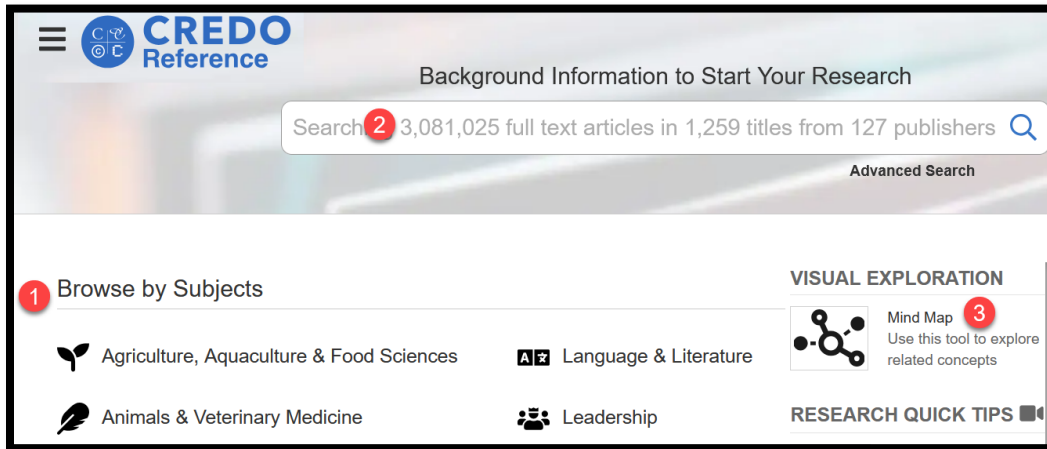 CREDO
Reference
Background Information to Start Your Research
Search 2 3,081,025 full text articles in 1,259 titles from 127 publishers
Advanced Search
1 Browse by Subjects
Agriculture, Aquaculture & Food Sciences
Language & Literature
Animals & Veterinary Medicine
Leadership
VISUAL EXPLORATION
Mind Map 3
Use this tool to explore
related concepts
RESEARCH QUICK TIPS